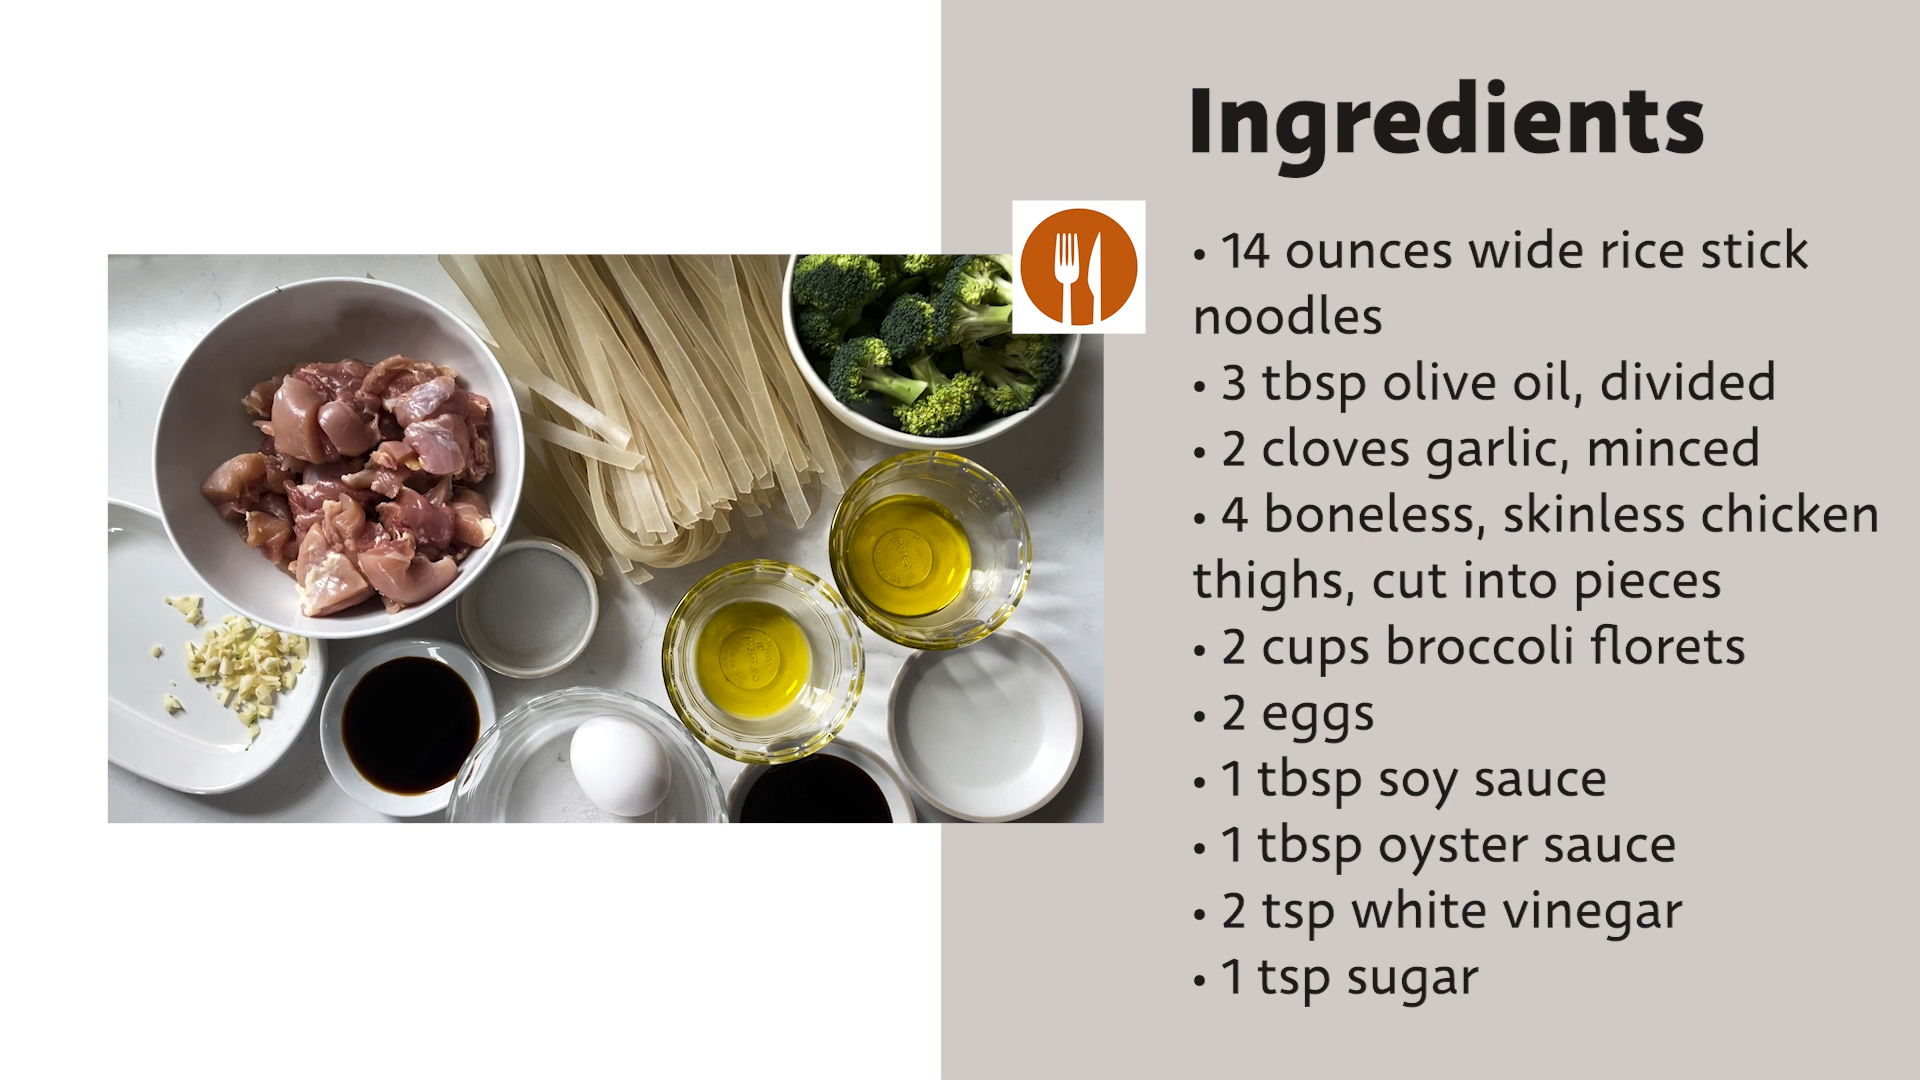 Ingredients
• 14 ounces wide rice stick
noodles
• 3 tbsp olive oil, divided
• 2 cloves garlic, minced
• 4 boneless, skinless chicken
thighs, cut into pieces
• 2 cups broccoli florets
• 2 eggs
• 1 tbsp soy sauce
• 1 tbsp oyster sauce
• 2 tsp white vinegar
• 1 tsp sugar